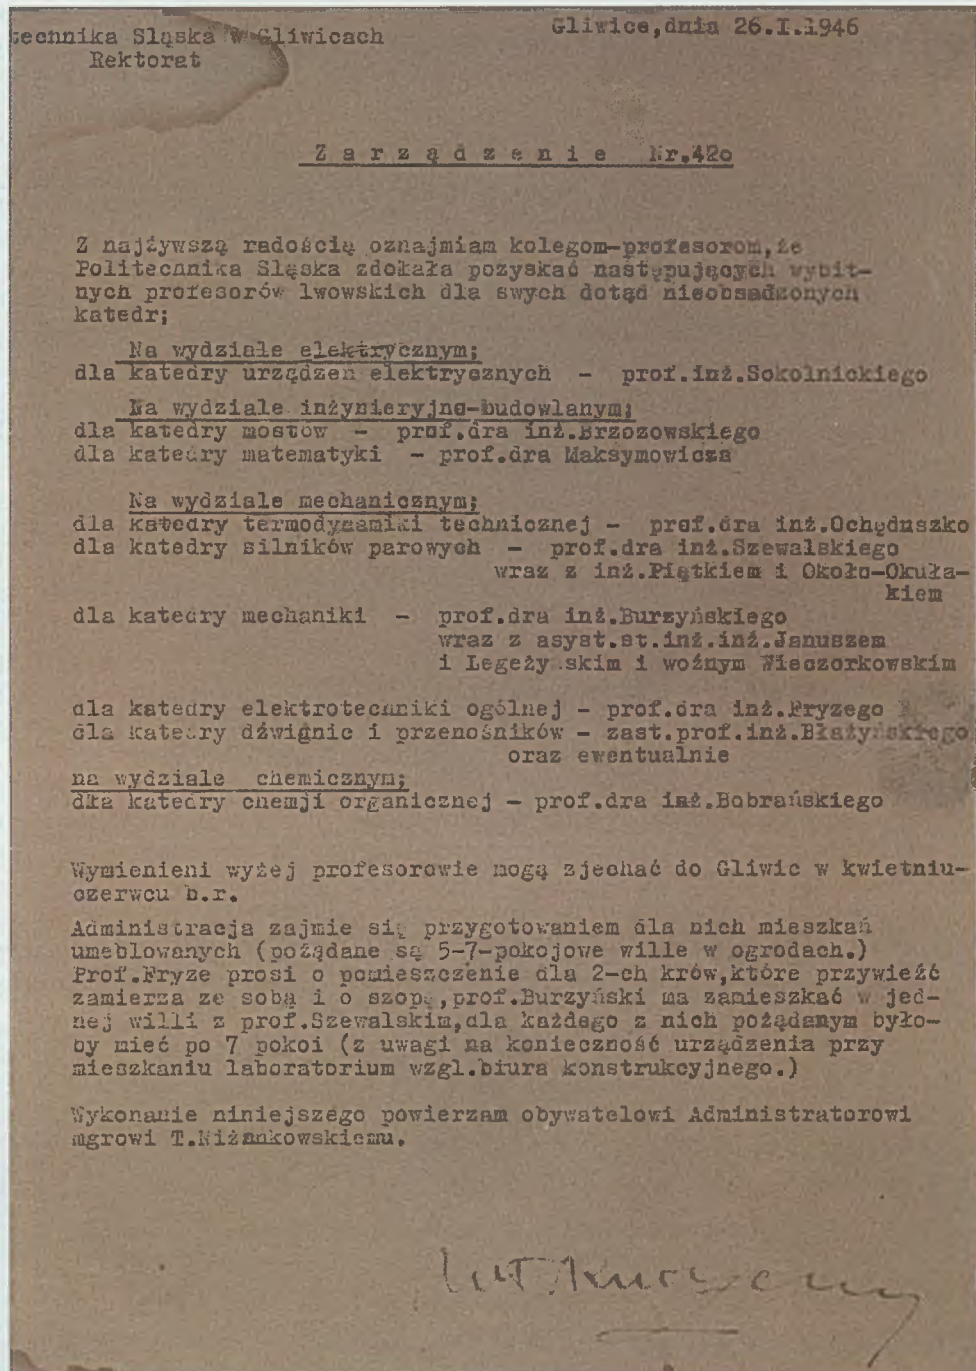 technika Śląska w Gliwicach
Rektorat
Gliwice,dnia 26.I.1946
Zarządzenie Nr.42o
Z najżywszą radością oznajmiam kolegom-profesorom,że
Politecnnika Śląska zdołała pozyskać następujących wybit-
nych profesorów lwowskich dla swych dotąd nieobsadzonych
katedr;
Na wydziale elektrycznym;
dla katedry urządzeń elektrycznych - prof.inż.Sokolnickiego
Na wydziale inżynieryjno-budowlanym;
dla katedry mostów - prof.dra inż.Brzozowskiego
dla katedry matematyki - prof.dra Maksymowicza
Na wydziale mechanicznym;
dla katedry termodynamiki technicznej - prof.dra inż.Ochęduszko
dla katedry silników parowych - prof.dra inż.Szewalskiego
wraz z inż.Piątkiem i Około-Kuła-
kiem
dla katedry mechaniki - prof.dra inż.Burzyńskiego
wraz z asyst.st.inż.inż.Januszem
i Legeżyńskim i woźnym Wieczorkowskim
dla katedry elektrotechniki ogólnej - prof.dra inż.Fryzego
dla katedry dźwignic i przenośników - zast.prof.inż.Błażyńskiego
oraz ewentualnie
na wydziale chemicznym;
dla katedry cnemji organicznej - prof.dra inż.Bobrańskiego
Wymienieni wyżej profesorowie mogą zjechać do Gliwic w kwietniu-
czerwcu b.r.
Administracja zajmie się przygotowaniem dla nich mieszkań
umeblowanych (pożądane są 5-7-pokojowe wille w ogrodach.)
Prof.Fryze prosi o pomieszczenie dla 2-ch krów,które przywieźć
zamierza ze sobą i o szopę,prof.Burzyński ma zamieszkać w jed-
nej willi z prof.Szewalskim,dla każdego z nich pożądanym było-
by mieć po 7 pokoi (z uwagi na konieczność urządzenia przy
mieszkaniu laboratorium wzgl.biura konstrukcyjnego.)
Wykonanie niniejszego powierzam obywatelowi Administratorowi
mgrowi T.Niżankowskiemu.